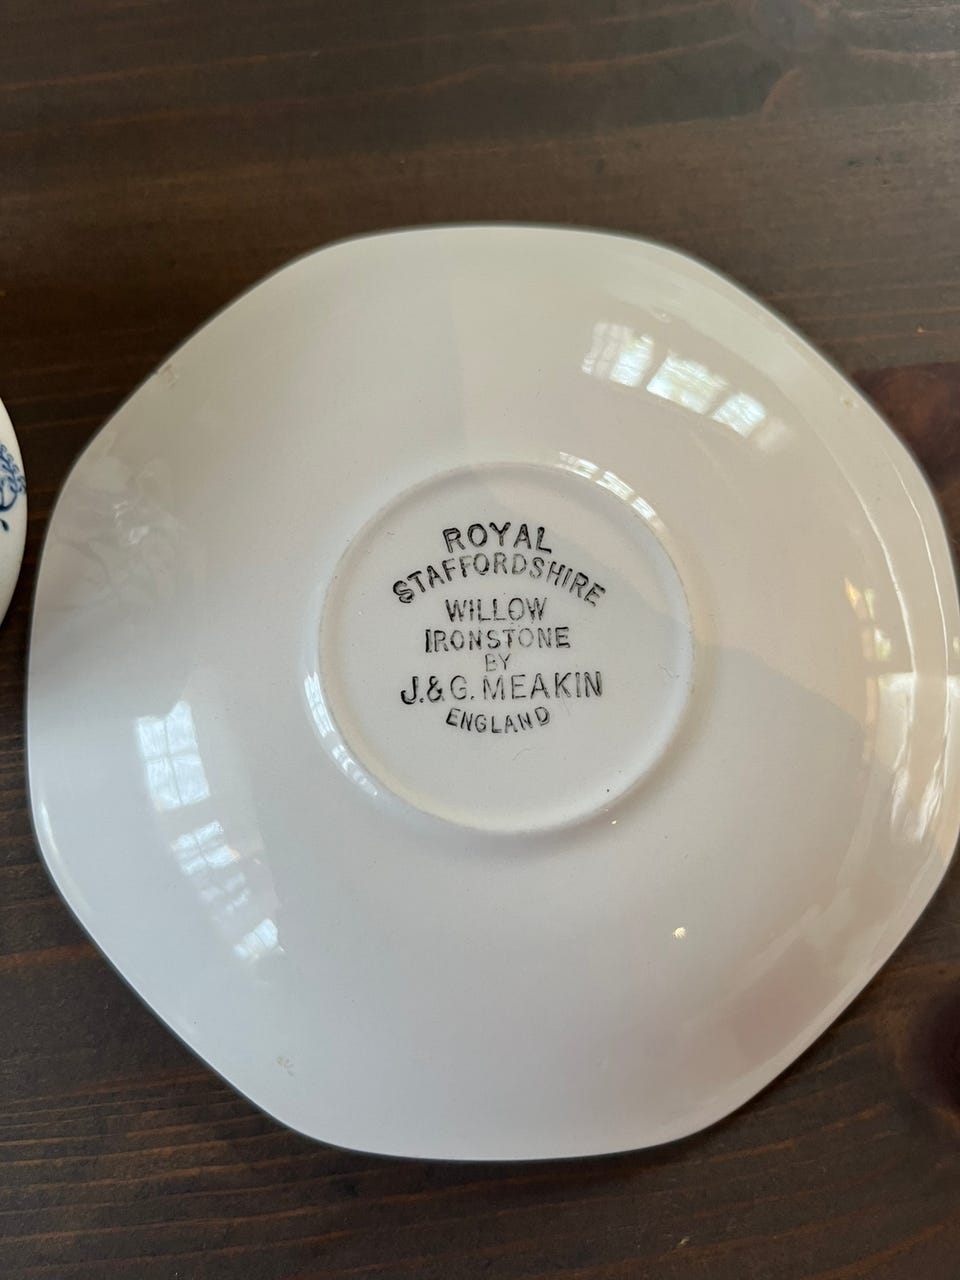 ROYAL
STAFFORDSHIRE
WILLOW
IRONSTONE
BY
J.&G. MEAKIN
ENGLAND